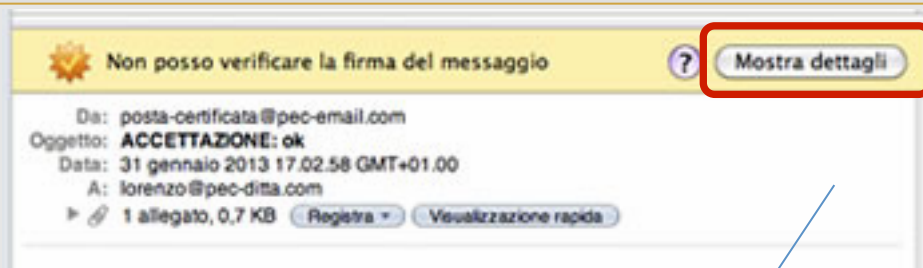 Non posso verificare la firma del messaggio ? Mostra dettagli
Da: posta-certificata@pec-email.com
Oggetto: ACCETTAZIONE: ok
Data: 31 gennaio 2013 17.02.58 GMT+01.00
A: lorenzo@pec-ditta.com
1 allegato, 0,7 KB Registra Visualizzazione rapida